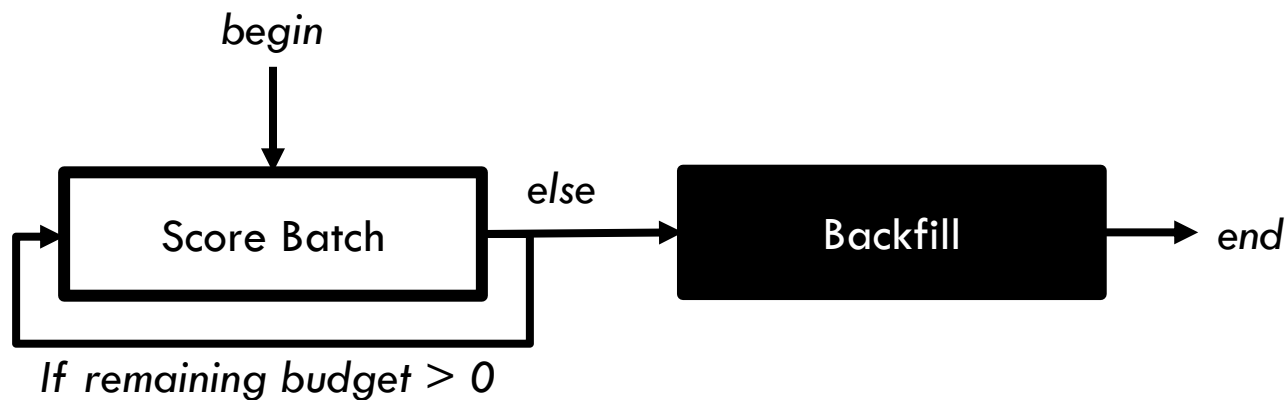 begin
else
Score Batch
Backfill
end
If remaining budget > 0